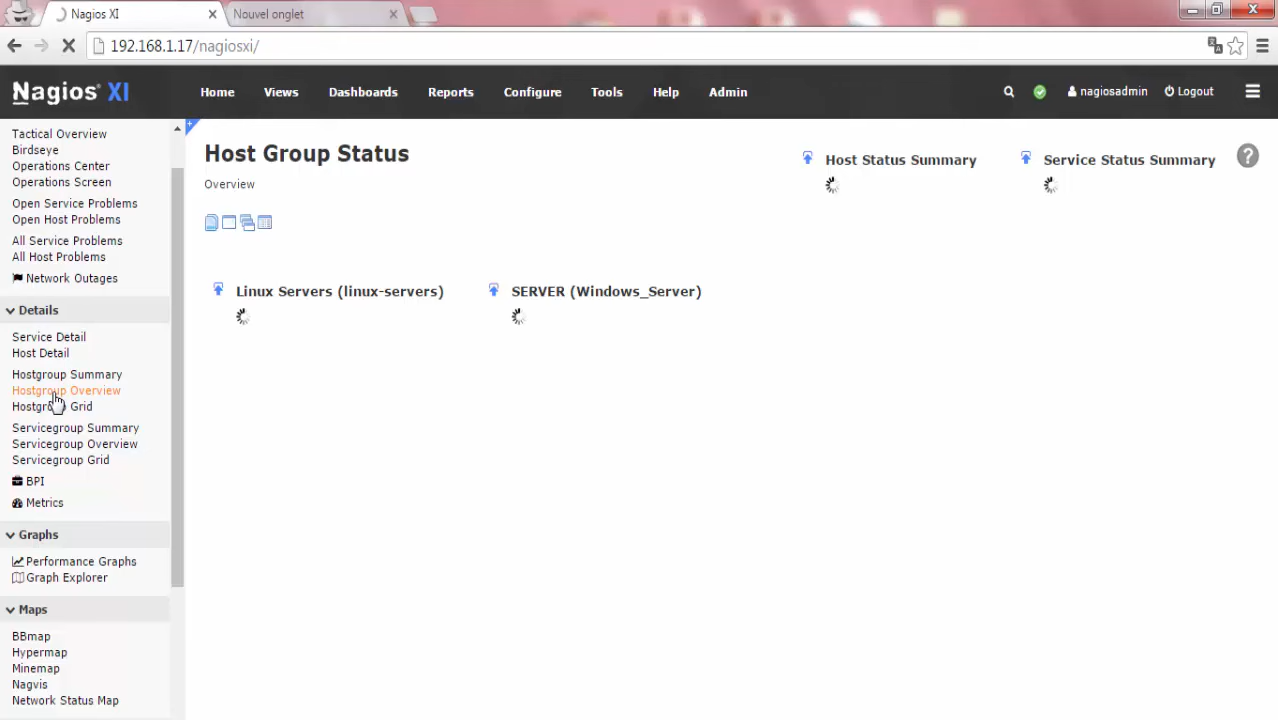 Nagios XI
Nouvel onglet
192.168.1.17/nagiosxi/
Nagios® XI
Home
Views
Dashboards
Reports
Configure
Tools
Help
Admin
nagiosadmin
Logout
Tactical Overview
Birdseye
Operations Center
Operations Screen
Open Service Problems
Open Host Problems
All Service Problems
All Host Problems
Network Outages
Details
Service Detail
Host Detail
Hostgroup Summary
Hostgroup Overview
Hostgroup Grid
Servicegroup Summary
Servicegroup Overview
Servicegroup Grid
BPI
Metrics
Graphs
Performance Graphs
Graph Explorer
Maps
BBmap
Hypermap
Minemap
Nagvis
Network Status Map
Host Group Status
Overview
Host Status Summary
Service Status Summary
Linux Servers (linux-servers)
SERVER (Windows_Server)